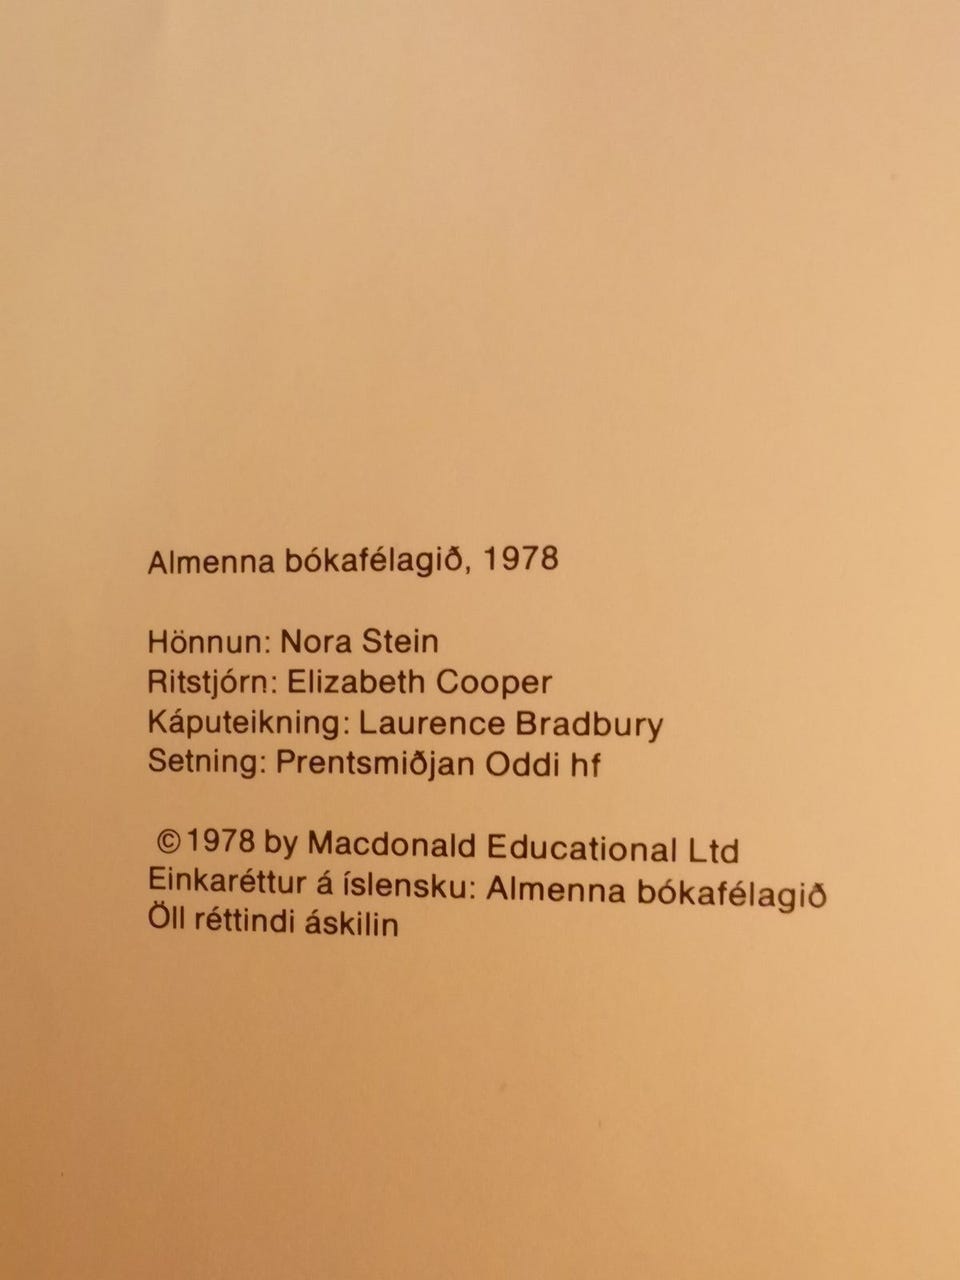 Almenna bókafélagið, 1978
Hönnun: Nora Stein
Ritstjórn: Elizabeth Cooper
Káputeikning: Laurence Bradbury
Setning: Prentsmiðjan Oddi hf
©1978 by Macdonald Educational Ltd
Einkaréttur á íslensku: Almenna bókafélagið
Öll réttindi áskilin